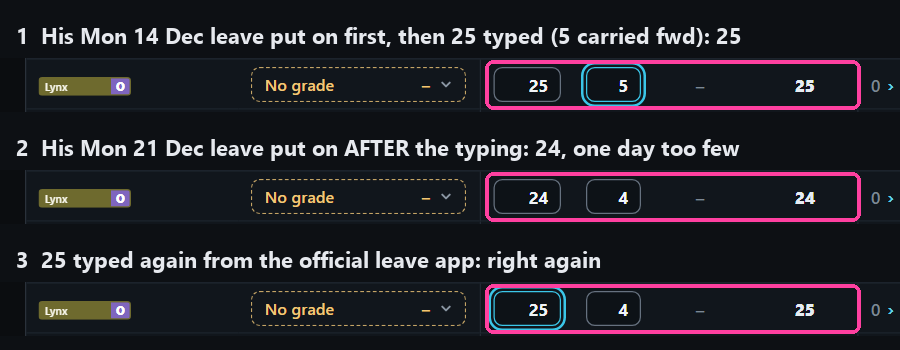 1 His Mon 14 Dec leave put on first, then 25 typed (5 carried fwd): 25
Lynx O No grade – 25 5 – 25 0 ›
2 His Mon 21 Dec leave put on AFTER the typing: 24, one day too few
Lynx O No grade – 24 4 – 24 0 ›
3 25 typed again from the official leave app: right again
Lynx O No grade – 25 4 – 25 0 ›